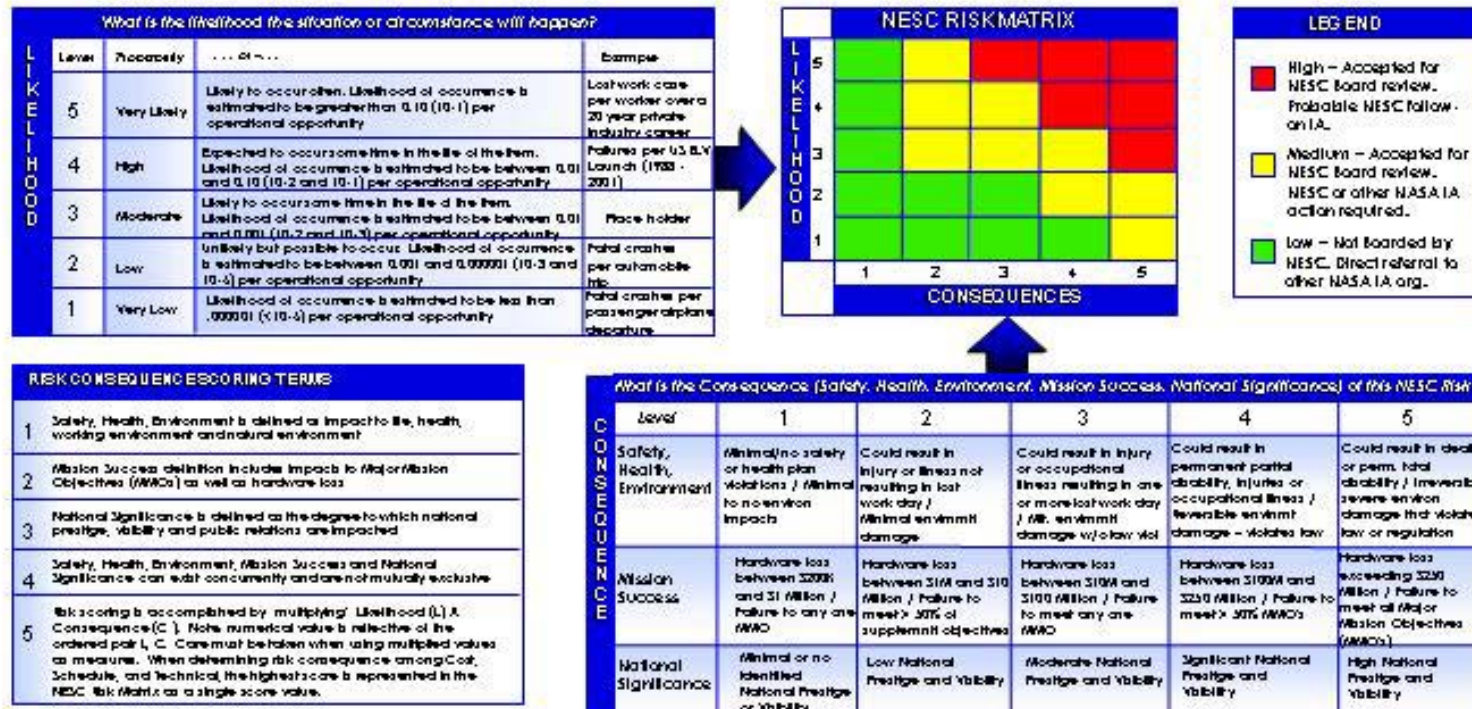 What is the likelihood the situation or circumstance will happen?
LIKELIHOOD
Level Probability ... or ... Example
5 Very Likely
Likely to occur often. Likelihood of occurrence is
estimated to be greater than 0.10 (10-1) per
operational opportunity
Lost work case
per worker over a
20 year private
industry career
4 High
Expected to occur some time in the life of the item.
Likelihood of occurrence is estimated to be between 0.01
and 0.10 (10-2 and 10-1) per operational opportunity
Failures per US ELV
Launch (1988 -
2001)
3 Moderate
Likely to occur some time in the life of the item.
Likelihood of occurrence is estimated to be between 0.01
and 0.001 (10-2 and 10-3) per operational opportunity
Place holder
2 Low
Unlikely but possible to occur. Likelihood of occurrence
is estimated to be between 0.001 and 0.000001 (10-3 and
10-6) per operational opportunity
Fatal crashes
per automobile
trip
1 Very Low
Likelihood of occurrence is estimated to be less than
.000001 (<10-6) per operational opportunity
Fatal crashes per
passenger airplane
departure
NESC RISK MATRIX
LIKELIHOOD
5
4
3
2
1
1 2 3 4 5
CONSEQUENCES
LEGEND
High – Accepted for
NESC Board review.
Probable NESC follow-
on IA.
Medium – Accepted for
NESC Board review.
NESC or other NASA IA
action required.
Low – Not Boarded by
NESC. Direct referral to
other NASA IA org.
RISK CONSEQUENCE SCORING TERMS
1 Safety, Health, Environment is defined as impact to life, health,
working environment and natural environment
2 Mission Success definition includes impacts to Major Mission
Objectives (MMOs) as well as hardware loss
3 National Significance is defined as the degree to which national
prestige, visibility and public relations are impacted
4 Safety, Health, Environment, Mission Success and National
Significance can exist concurrently and are not mutually exclusive
5 Risk scoring is accomplished by 'multiplying' Likelihood (L) X
Consequence (C ). Note numerical value is reflective of the
ordered pair L, C. Care must be taken when using multiplied values
as measures. When determining risk consequence among Cost,
Schedule, and Technical, the highest score is represented in the
NESC Risk Matrix as a single score value.
What is the Consequence (Safety, Health, Environment, Mission Success, National Significance) of this NESC Risk
CONSEQUENCE
Level 1 2 3 4 5
Safety,
Health,
Environment
Minimal/no safety
or health plan
violations / Minimal
to no environ
impacts
Could result in
injury or illness not
resulting in lost
work day /
Minimal envirnmtl
damage
Could result in injury
or occupational
illness resulting in one
or more lost work day
/ Mit. envirnmtl
damage w/o law viol
Could result in
permanent partial
disability, injuries or
occupational illness /
Reversible envirnmt
damage – violates law
Could result in death
or perm. total
disability / Irreversib
severe environ
damage that violate
law or regulation
Mission
Success
Hardware loss
between $200K
and $1 Million /
Failure to any one
MMO
Hardware loss
between $1M and $10
Million / Failure to
meet > 50% of
supplemntl objectives
Hardware loss
between $10M and
$100 Million / Failure
to meet any one
MMO
Hardware loss
between $100M and
$250 Million / Failure to
meet > 50% MMO's
Hardware loss
exceeding $250
Million / Failure to
meet all Major
Mission Objectives
(MMO's)
National
Significance
Minimal or no
Identified
National Prestige
or Visibility
Low National
Prestige and Visibility
Moderate National
Prestige and Visibility
Significant National
Prestige and
Visibility
High National
Prestige and
Visibility